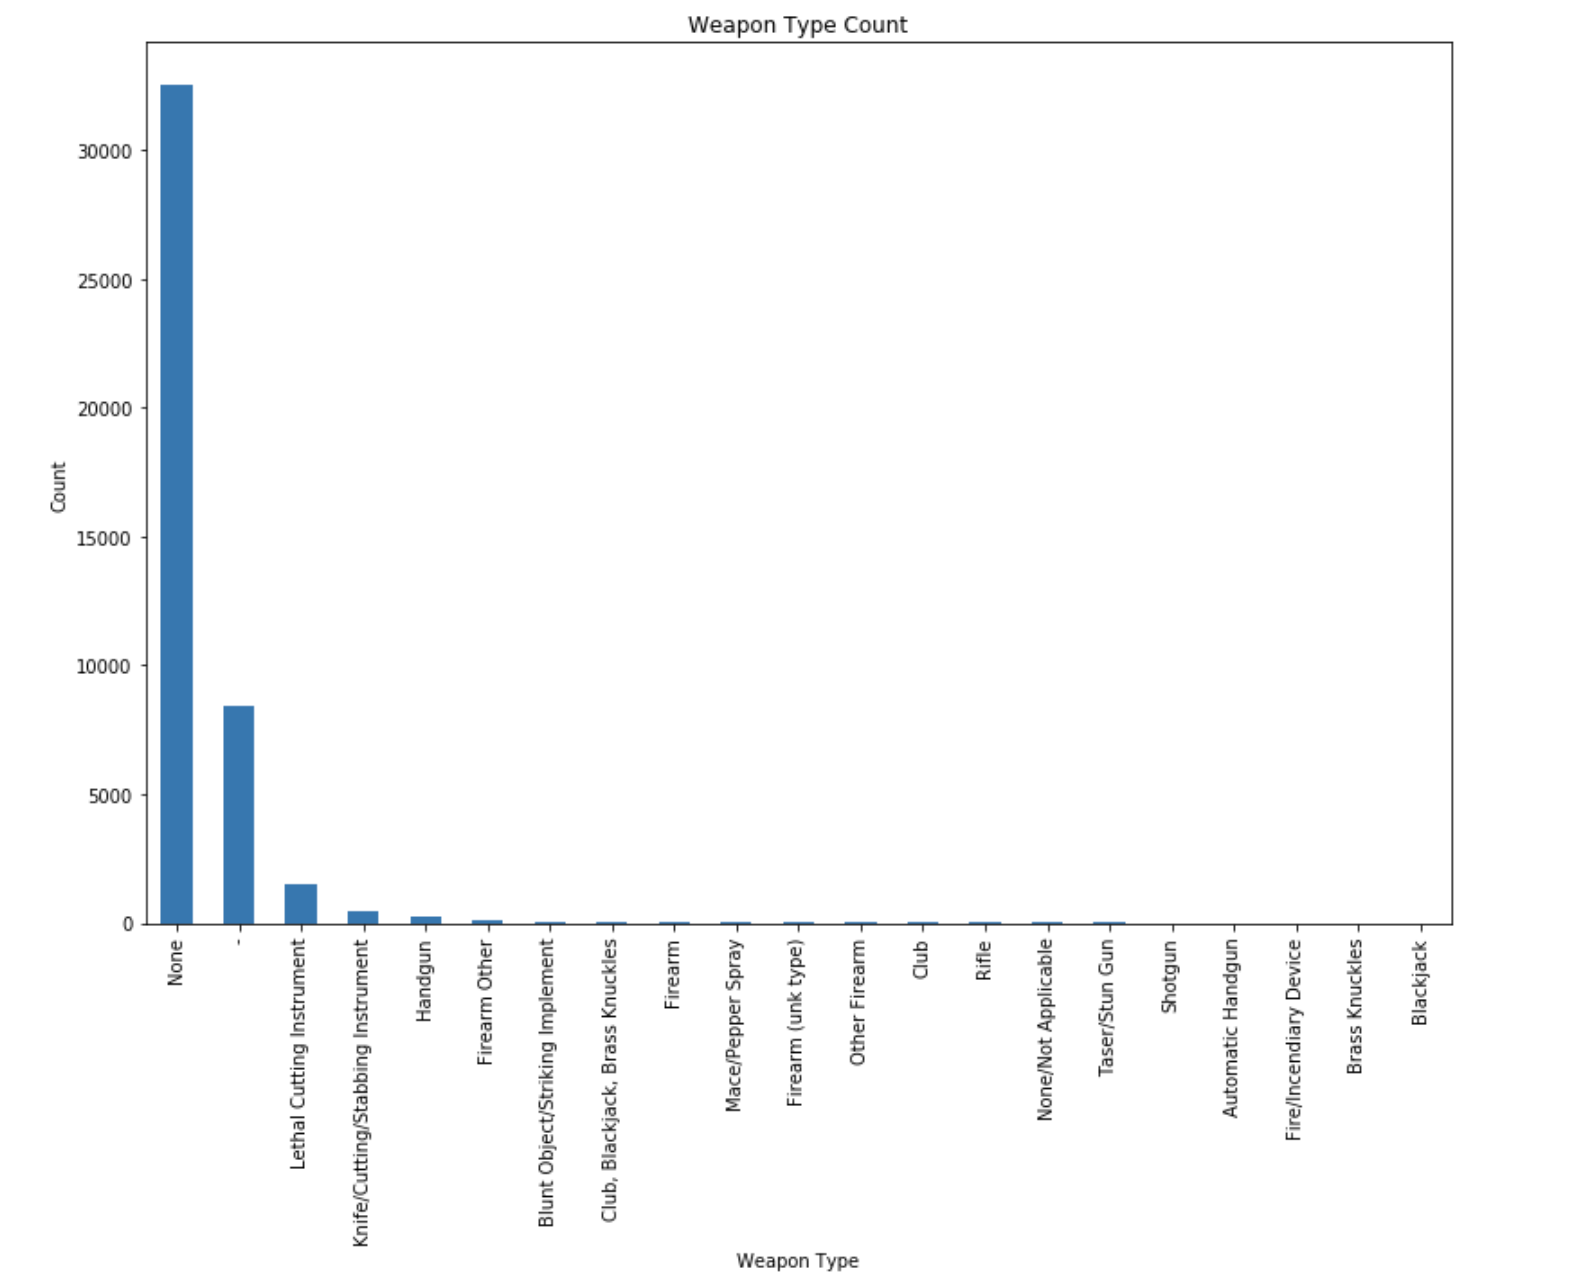 Weapon Type Count
30000
25000
20000
15000
10000
5000
0
Count
None
-
Lethal Cutting Instrument
Knife/Cutting/Stabbing Instrument
Handgun
Firearm Other
Blunt Object/Striking Implement
Club, Blackjack, Brass Knuckles
Firearm
Mace/Pepper Spray
Firearm (unk type)
Other Firearm
Club
Rifle
None/Not Applicable
Taser/Stun Gun
Shotgun
Automatic Handgun
Fire/Incendiary Device
Brass Knuckles
Blackjack
Weapon Type